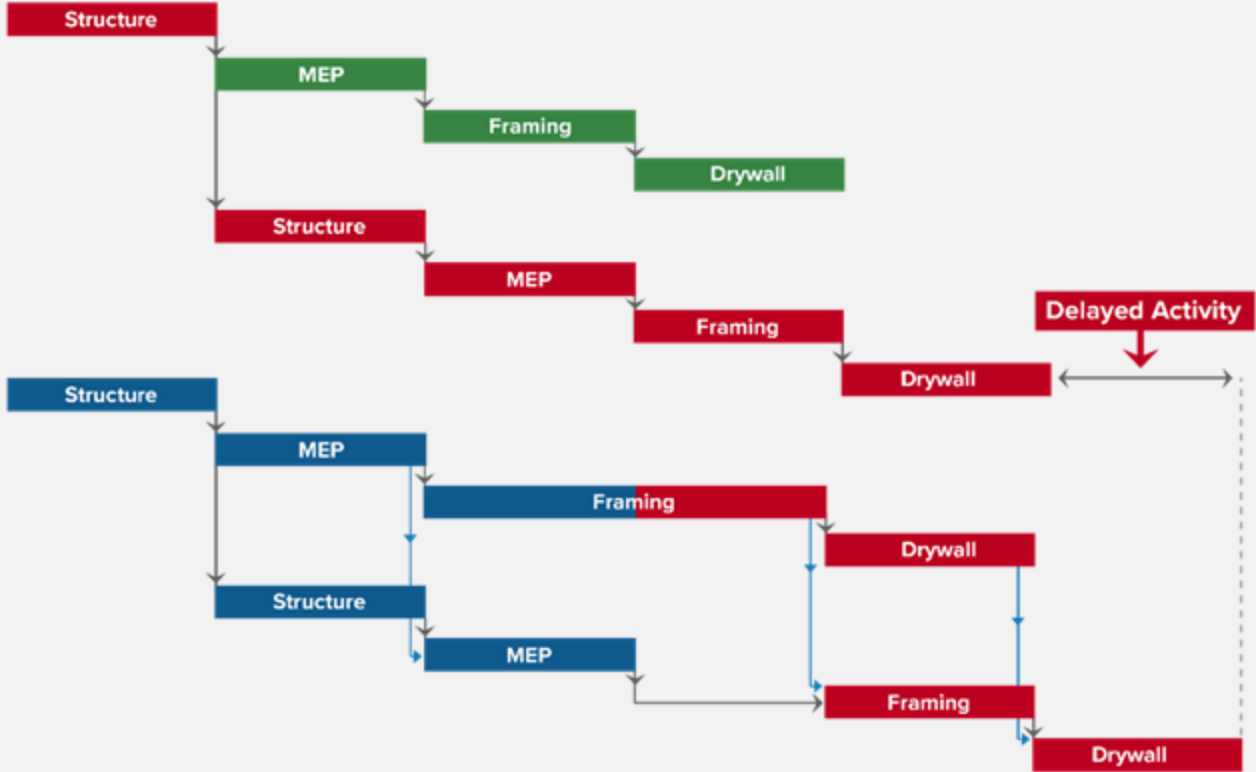 Structure
MEP
Framing
Drywall
Structure
MEP
Framing
Delayed Activity
Drywall
Structure
MEP
Framing
Drywall
Structure
MEP
Framing
Drywall